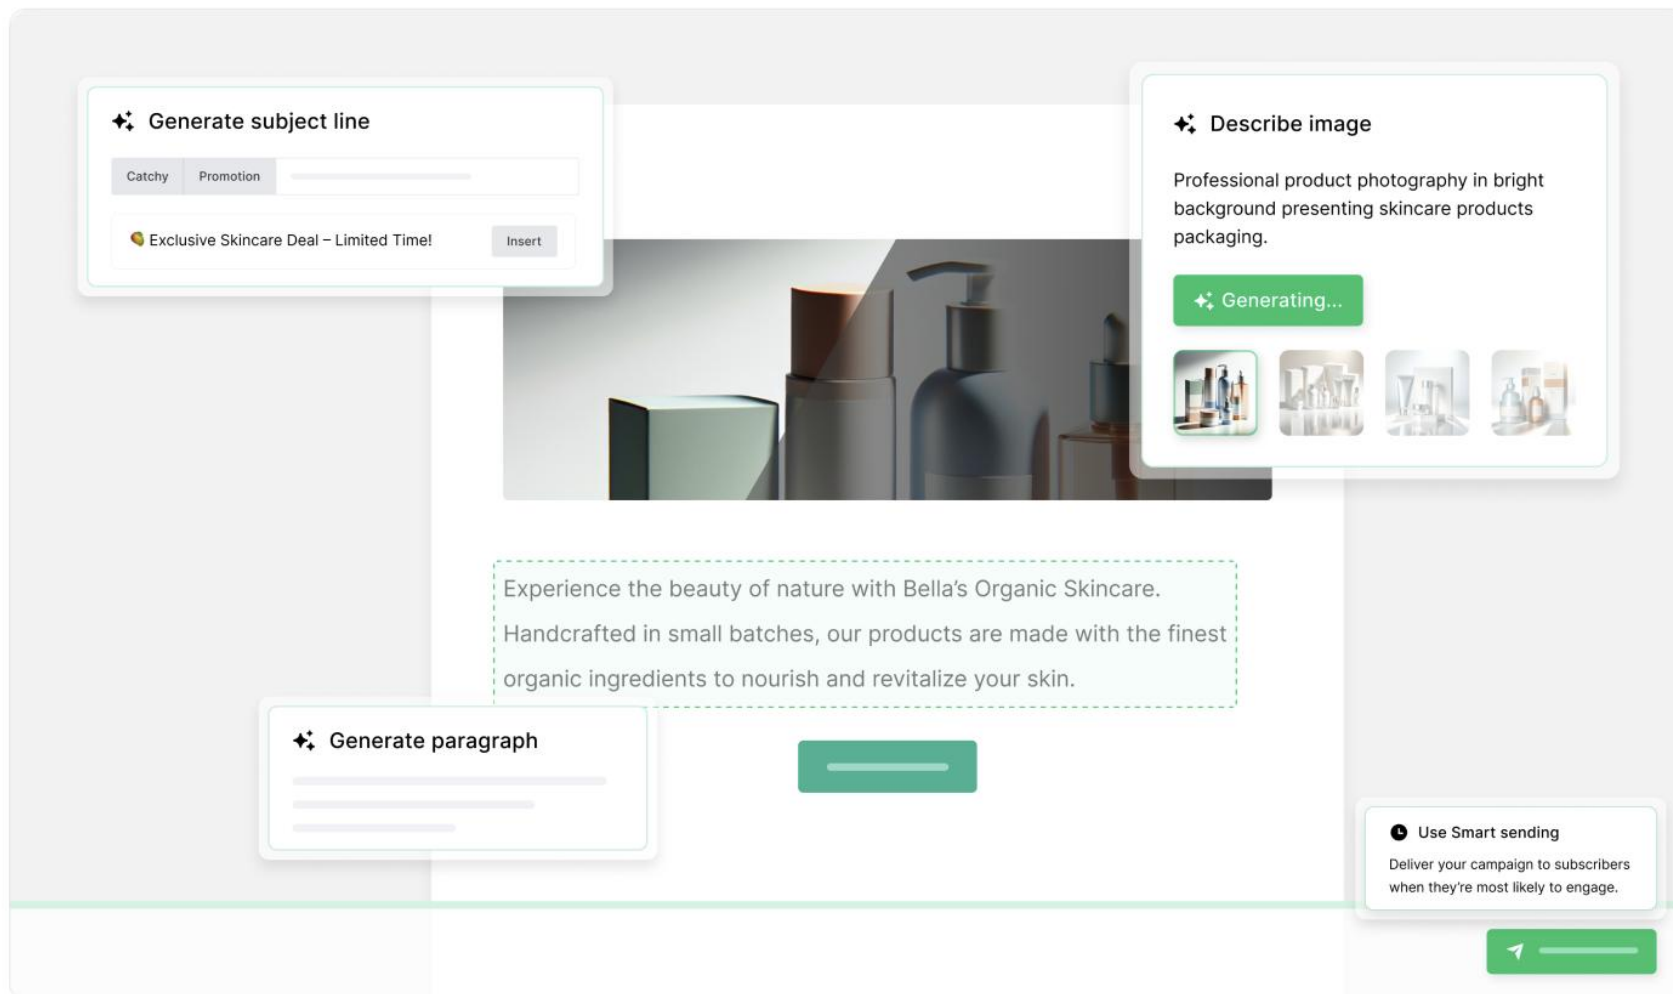 Generate subject line
Catchy
Promotion
🥭 Exclusive Skincare Deal – Limited Time!
Insert
Describe image
Professional product photography in bright
background presenting skincare products
packaging.
Generating...
Experience the beauty of nature with Bella’s Organic Skincare.
Handcrafted in small batches, our products are made with the finest
organic ingredients to nourish and revitalize your skin.
Generate paragraph
Use Smart sending
Deliver your campaign to subscribers
when they’re most likely to engage.